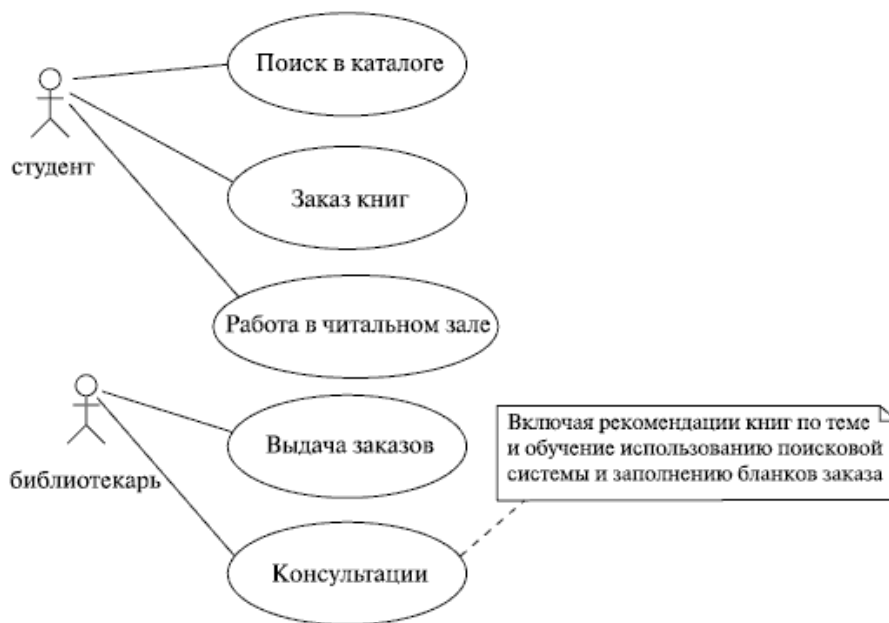 Поиск в каталоге
студент
Заказ книг
Работа в читальном зале
библиотекарь
Выдача заказов
Включая рекомендации книг по теме
и обучение использованию поисковой
системы и заполнению бланков заказа
Консультации